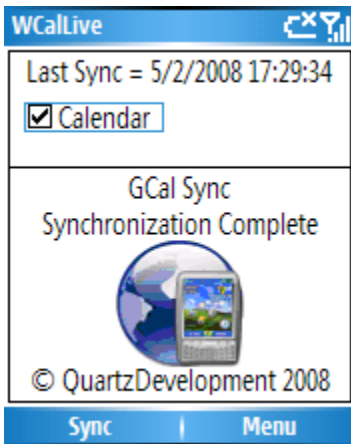 WCalLive
Last Sync = 5/2/2008 17:29:34
Calendar
GCal Sync
Synchronization Complete
© QuartzDevelopment 2008
Sync Menu